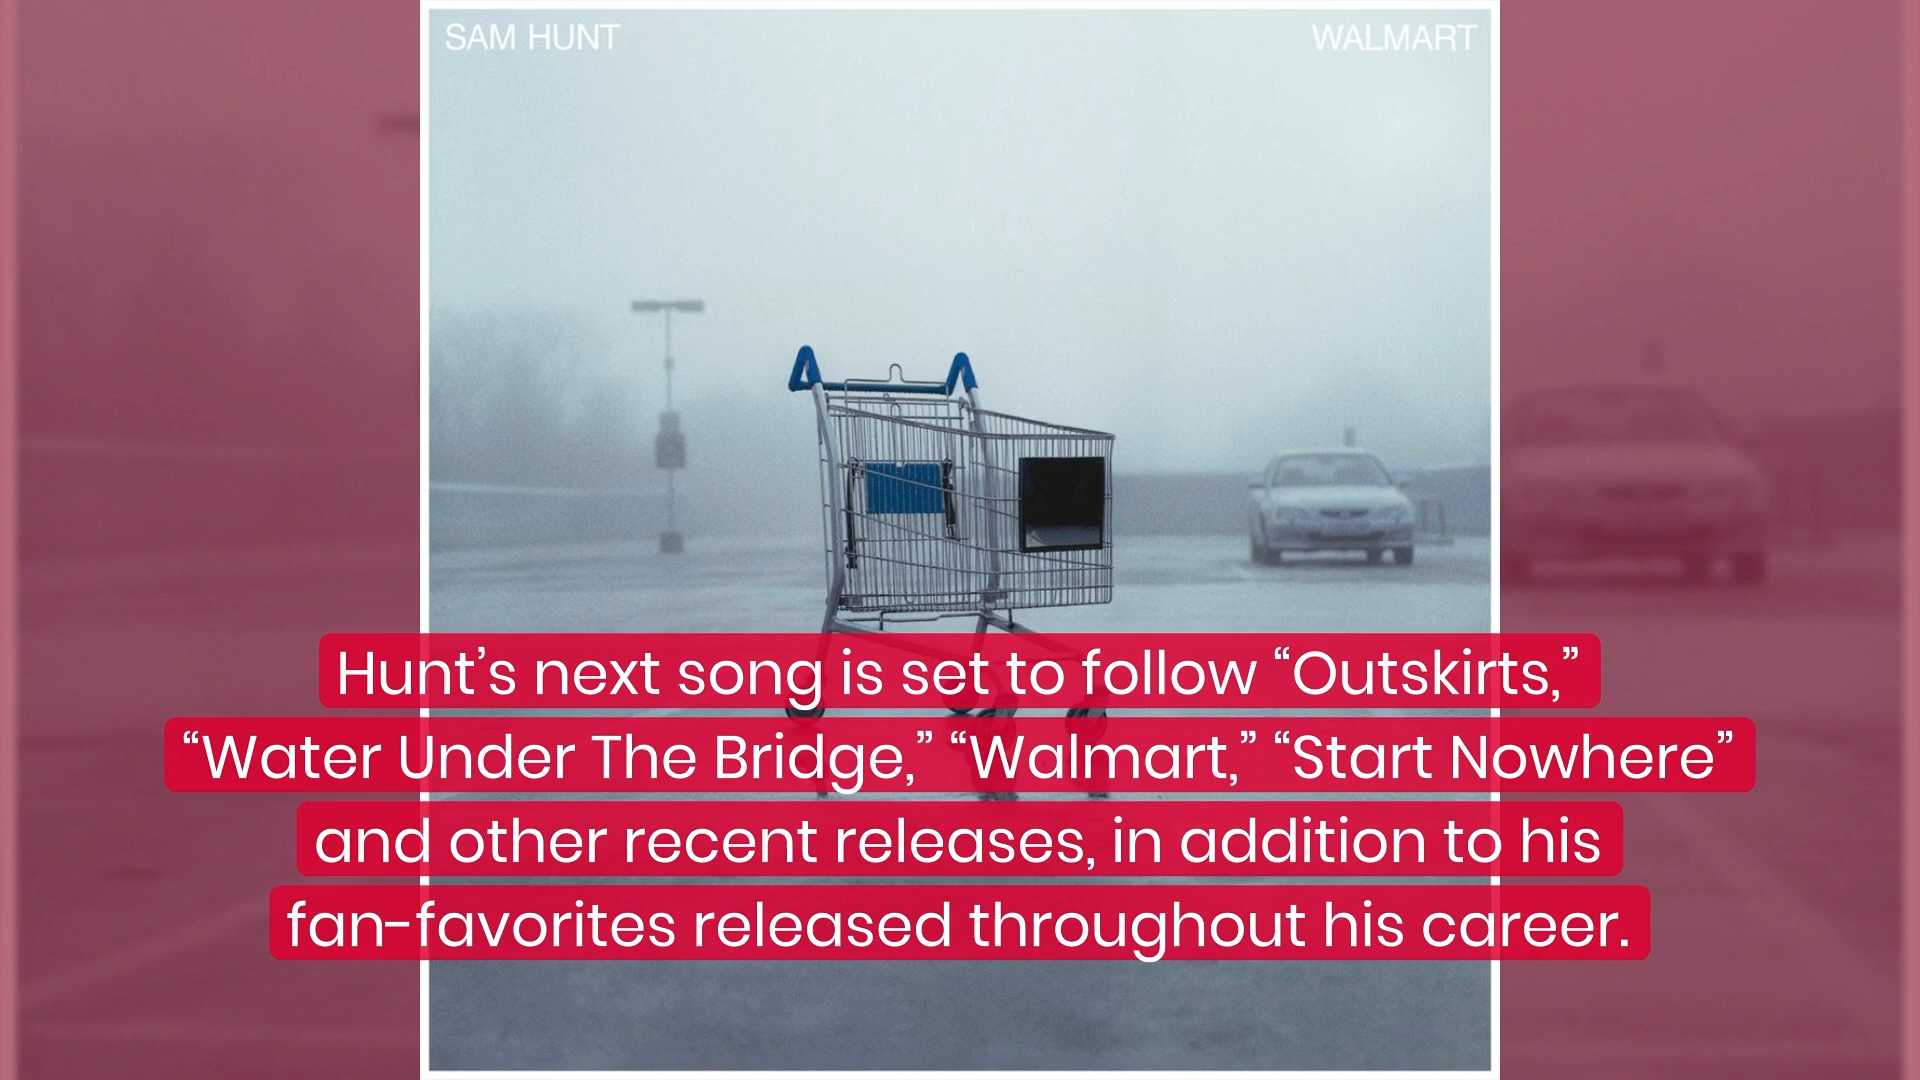 SAM HUNT
WALMART
Hunt’s next song is set to follow “Outskirts,”
“Water Under The Bridge,” “Walmart,” “Start Nowhere”
and other recent releases, in addition to his
fan-favorites released throughout his career.